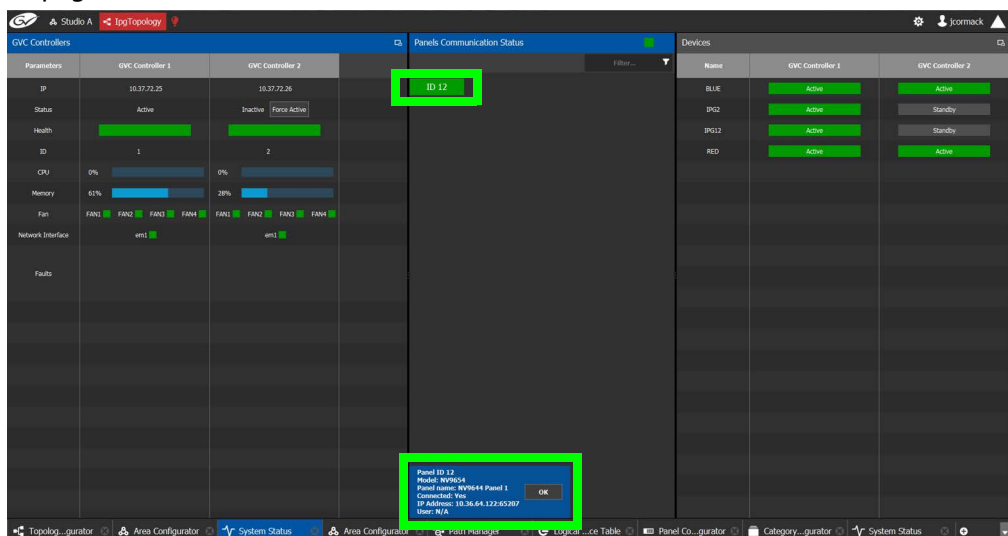 GV Studio A IpgTopology jcormack
GVC Controllers
Parameters GVC Controller 1 GVC Controller 2
IP 10.37.72.25 10.37.72.26
Status Active Inactive Force Active
Health
ID 1 2
CPU 0% 0%
Memory 61% 28%
Fan FAN1 FAN2 FAN3 FAN4 FAN1 FAN2 FAN3 FAN4
Network Interface em1 em1
Faults
Panels Communication Status
Filter...
ID 12
Panel ID 12
Model: NV9654
Panel name: NV9644 Panel 1
Connected: Yes
IP Address: 10.36.64.122:65207
User: N/A
OK
Devices
Name GVC Controller 1 GVC Controller 2
BLUE Active Active
IPG2 Active Standby
IPG12 Active Standby
RED Active Active
Topolog...gurator Area Configurator System Status Area Configurator Path Manager Logical ...ce Table Panel Co...gurator Category...gurator System Status